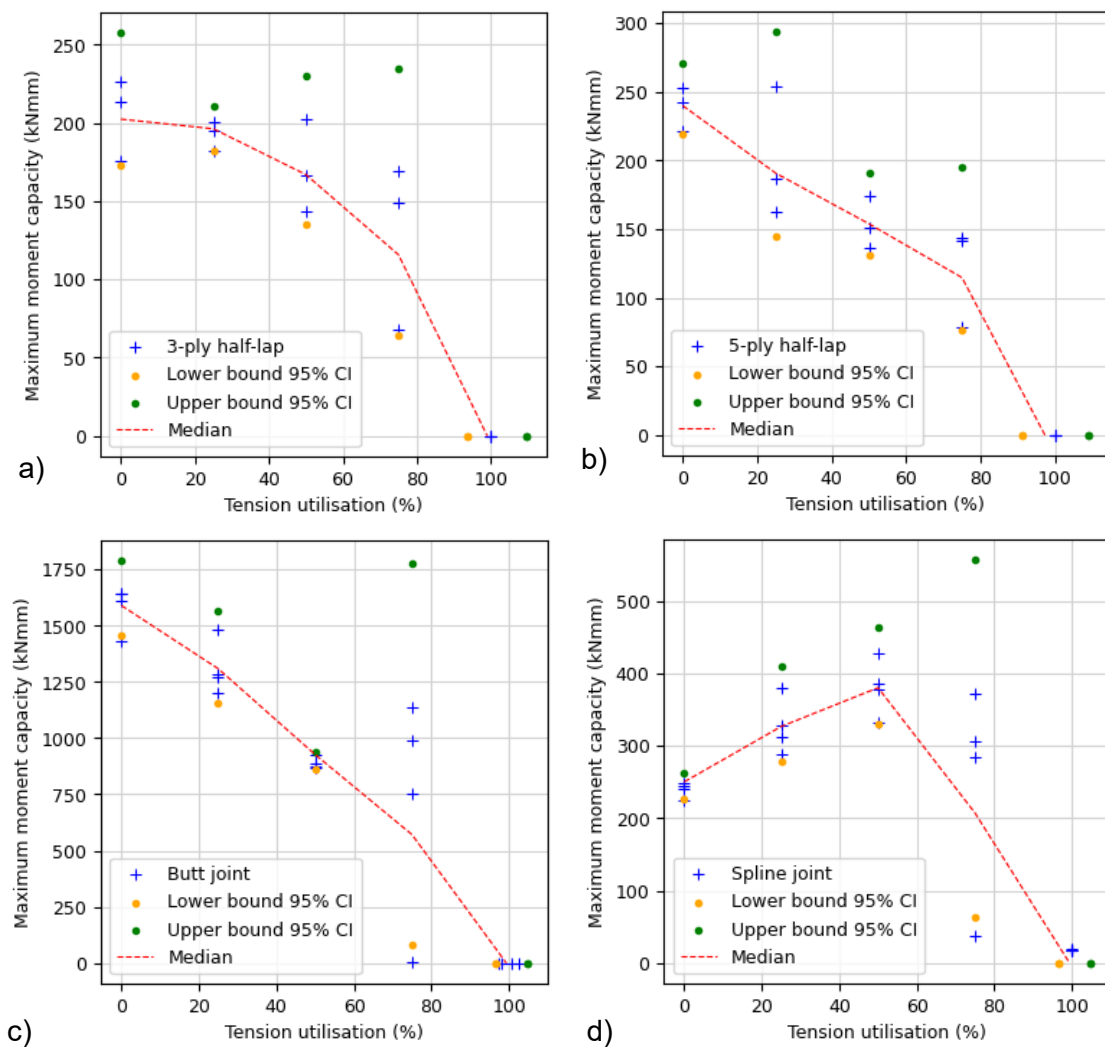 250
200
150
100
50
0
Maximum moment capacity (kNmm)
3-ply half-lap
Lower bound 95% CI
Upper bound 95% CI
Median
0 20 40 60 80 100
Tension utilisation (%)
a)
300
250
200
150
100
50
0
Maximum moment capacity (kNmm)
5-ply half-lap
Lower bound 95% CI
Upper bound 95% CI
Median
0 20 40 60 80 100
Tension utilisation (%)
b)
1750
1500
1250
1000
750
500
250
0
Maximum moment capacity (kNmm)
Butt joint
Lower bound 95% CI
Upper bound 95% CI
Median
0 20 40 60 80 100
Tension utilisation (%)
c)
500
400
300
200
100
0
Maximum moment capacity (kNmm)
Spline joint
Lower bound 95% CI
Upper bound 95% CI
Median
0 20 40 60 80 100
Tension utilisation (%)
d)